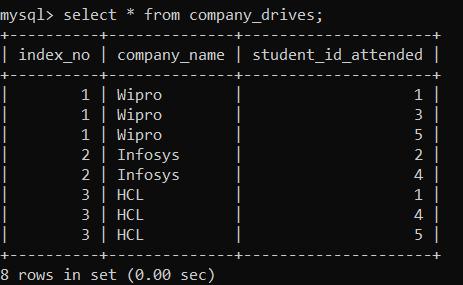 mysql> select * from company_drives;
+----------+--------------+---------------------+
| index_no | company_name | student_id_attended |
+----------+--------------+---------------------+
|        1 | Wipro        |                   1 |
|        1 | Wipro        |                   3 |
|        1 | Wipro        |                   5 |
|        2 | Infosys      |                   2 |
|        2 | Infosys      |                   4 |
|        3 | HCL          |                   1 |
|        3 | HCL          |                   4 |
|        3 | HCL          |                   5 |
+----------+--------------+---------------------+
8 rows in set (0.00 sec)